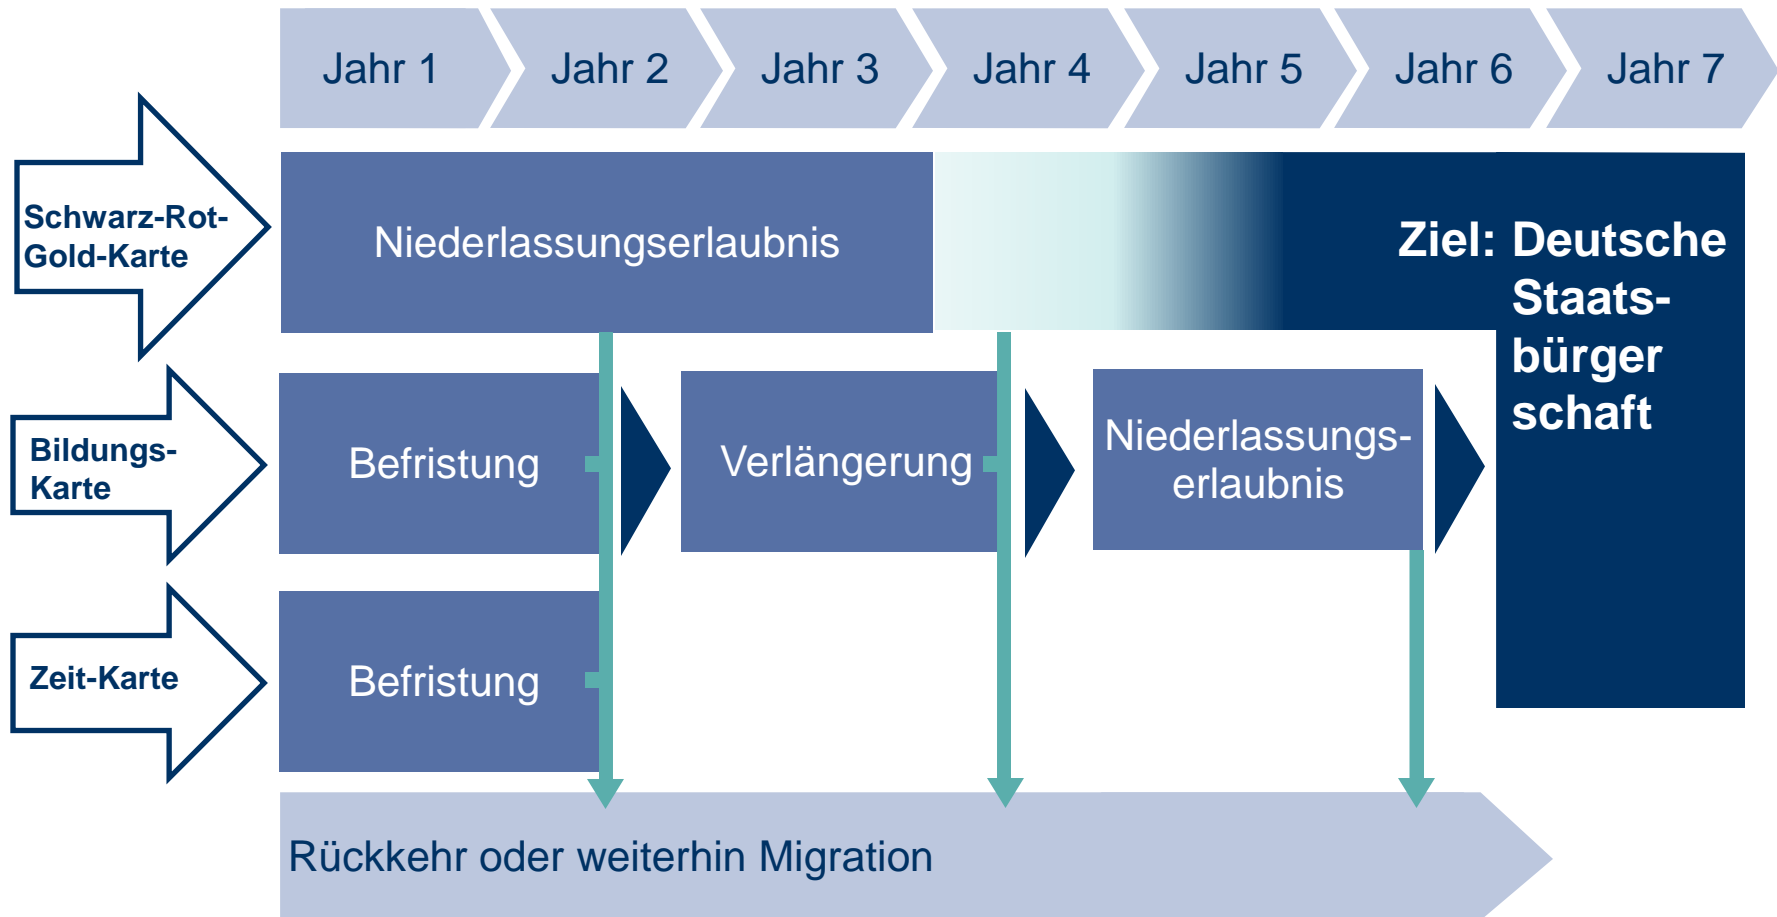 Jahr 1
Jahr 2
Jahr 3
Jahr 4
Jahr 5
Jahr 6
Jahr 7
Schwarz-Rot-
Gold-Karte
Niederlassungserlaubnis
Ziel: Deutsche
Staats-
bürger
schaft
Bildungs-
Karte
Befristung
Verlängerung
Niederlassungs-
erlaubnis
Zeit-Karte
Befristung
Rückkehr oder weiterhin Migration